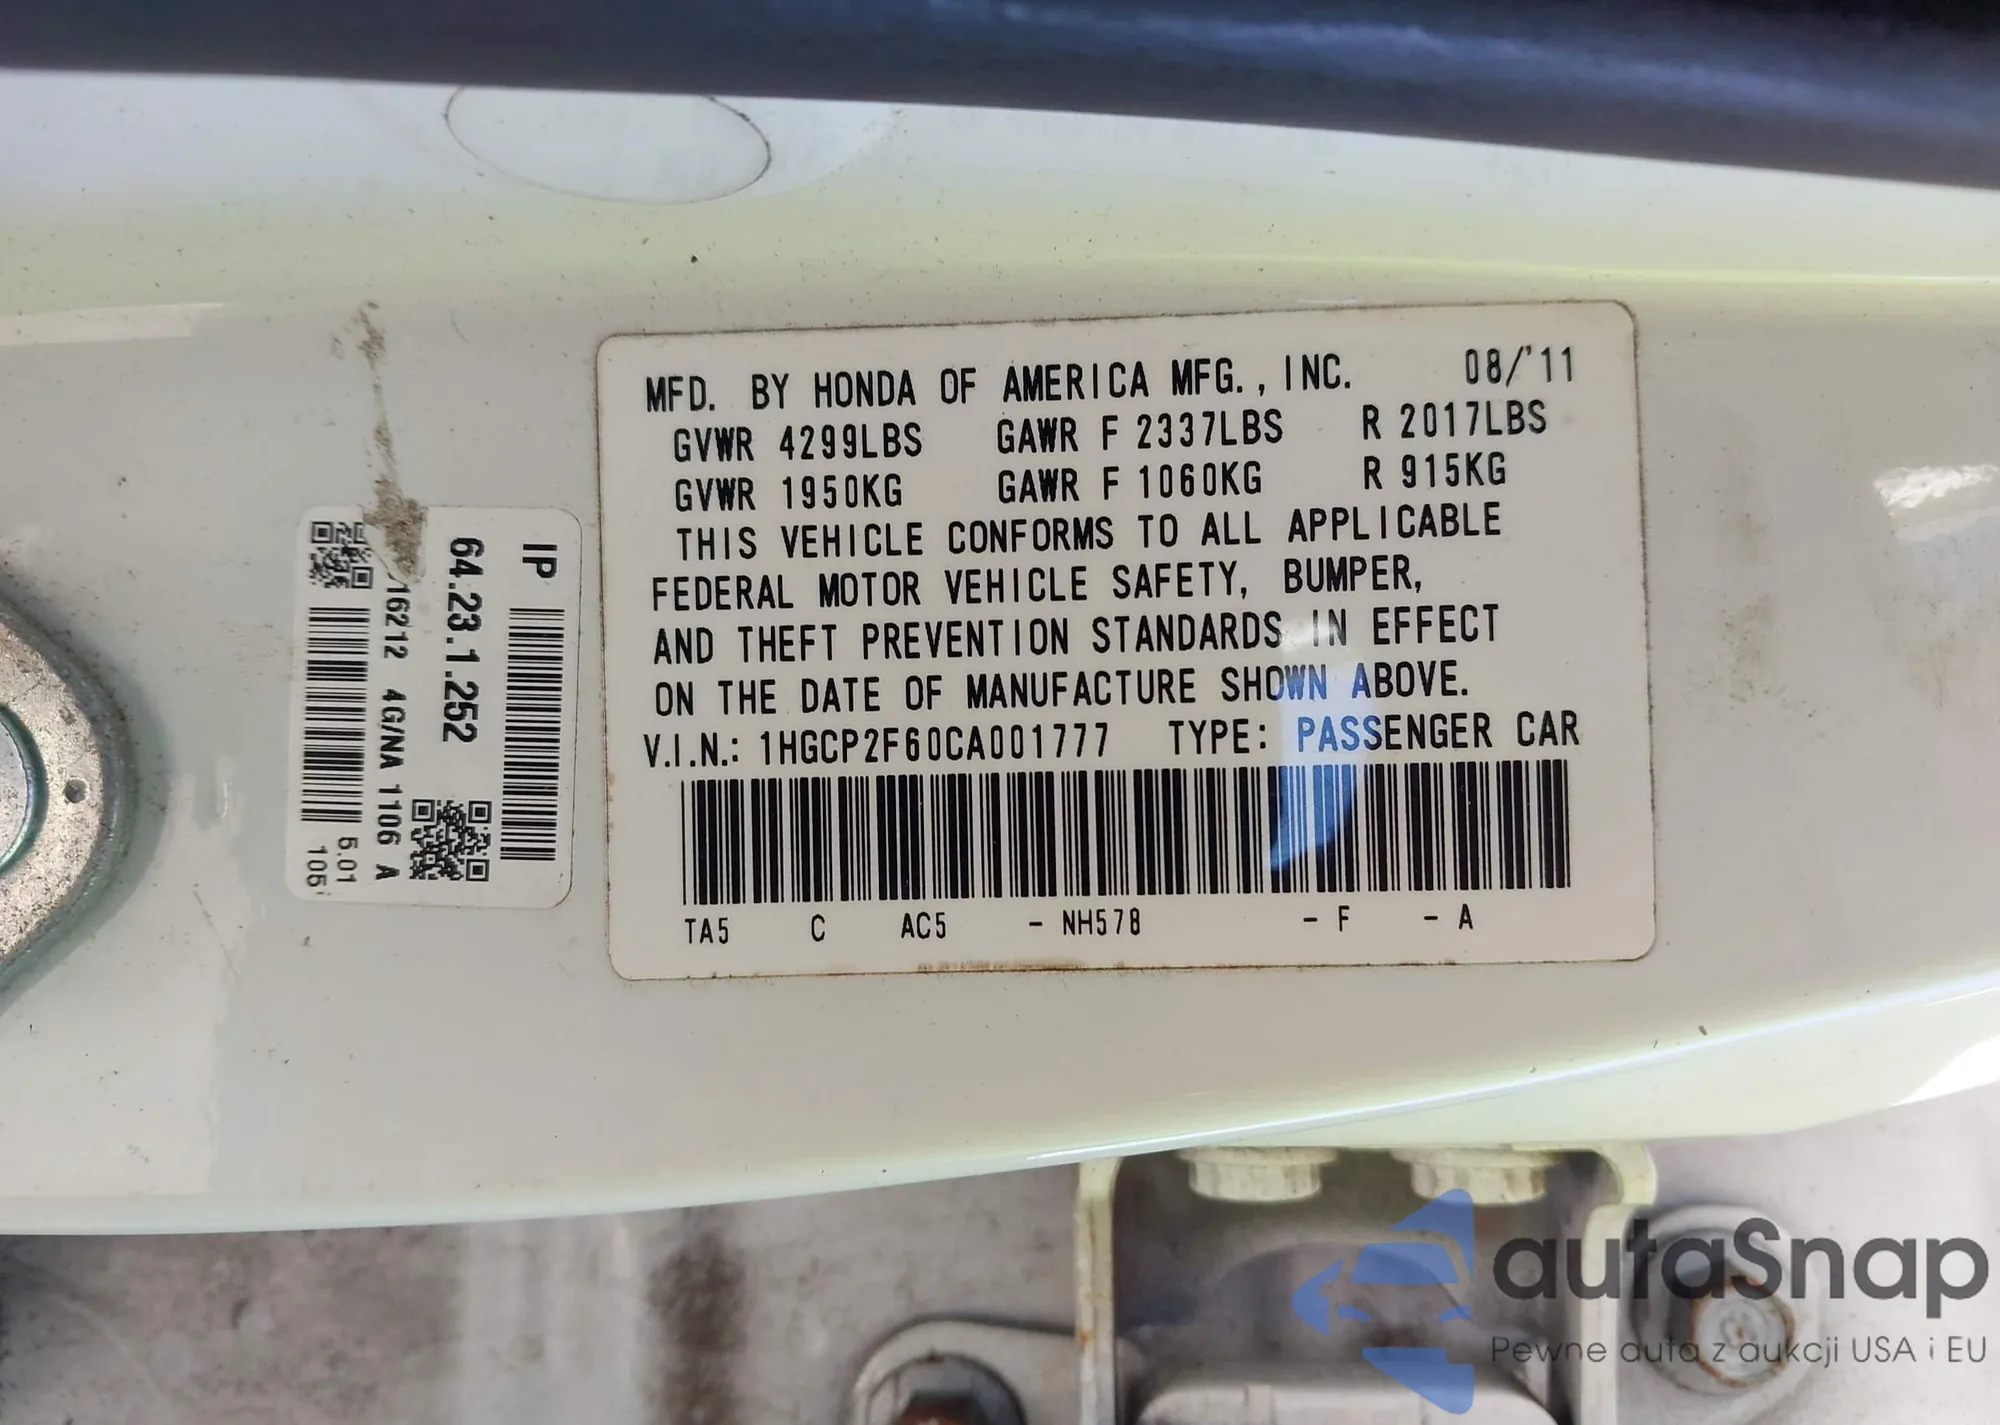 MFD. BY HONDA OF AMERICA MFG., INC. 08/'11
GVWR 4299LBS GAWR F 2337LBS R 2017LBS
GVWR 1950KG GAWR F 1060KG R 915KG
THIS VEHICLE CONFORMS TO ALL APPLICABLE
FEDERAL MOTOR VEHICLE SAFETY, BUMPER,
AND THEFT PREVENTION STANDARDS IN EFFECT
ON THE DATE OF MANUFACTURE SHOWN ABOVE.
V.I.N.: 1HGCP2F60CA001777 TYPE: PASSENGER CAR
TA5 C AC5 - NH578 - F - A
IP
64.23.1.252
16212 4G/NA 1106 A
5.01
105
autaSnap
Pewne auta z aukcji USA i EU